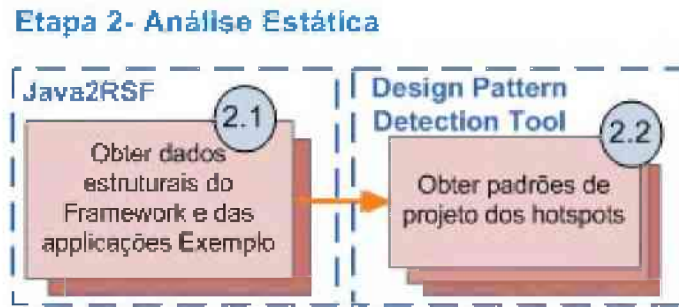 Etapa 2- Análise Estática
Java2RSF
2.1
Obter dados
estruturais do
Framework e das
applicações Exemplo
Design Pattern
Detection Tool
2.2
Obter padrões de
projeto dos hotspots